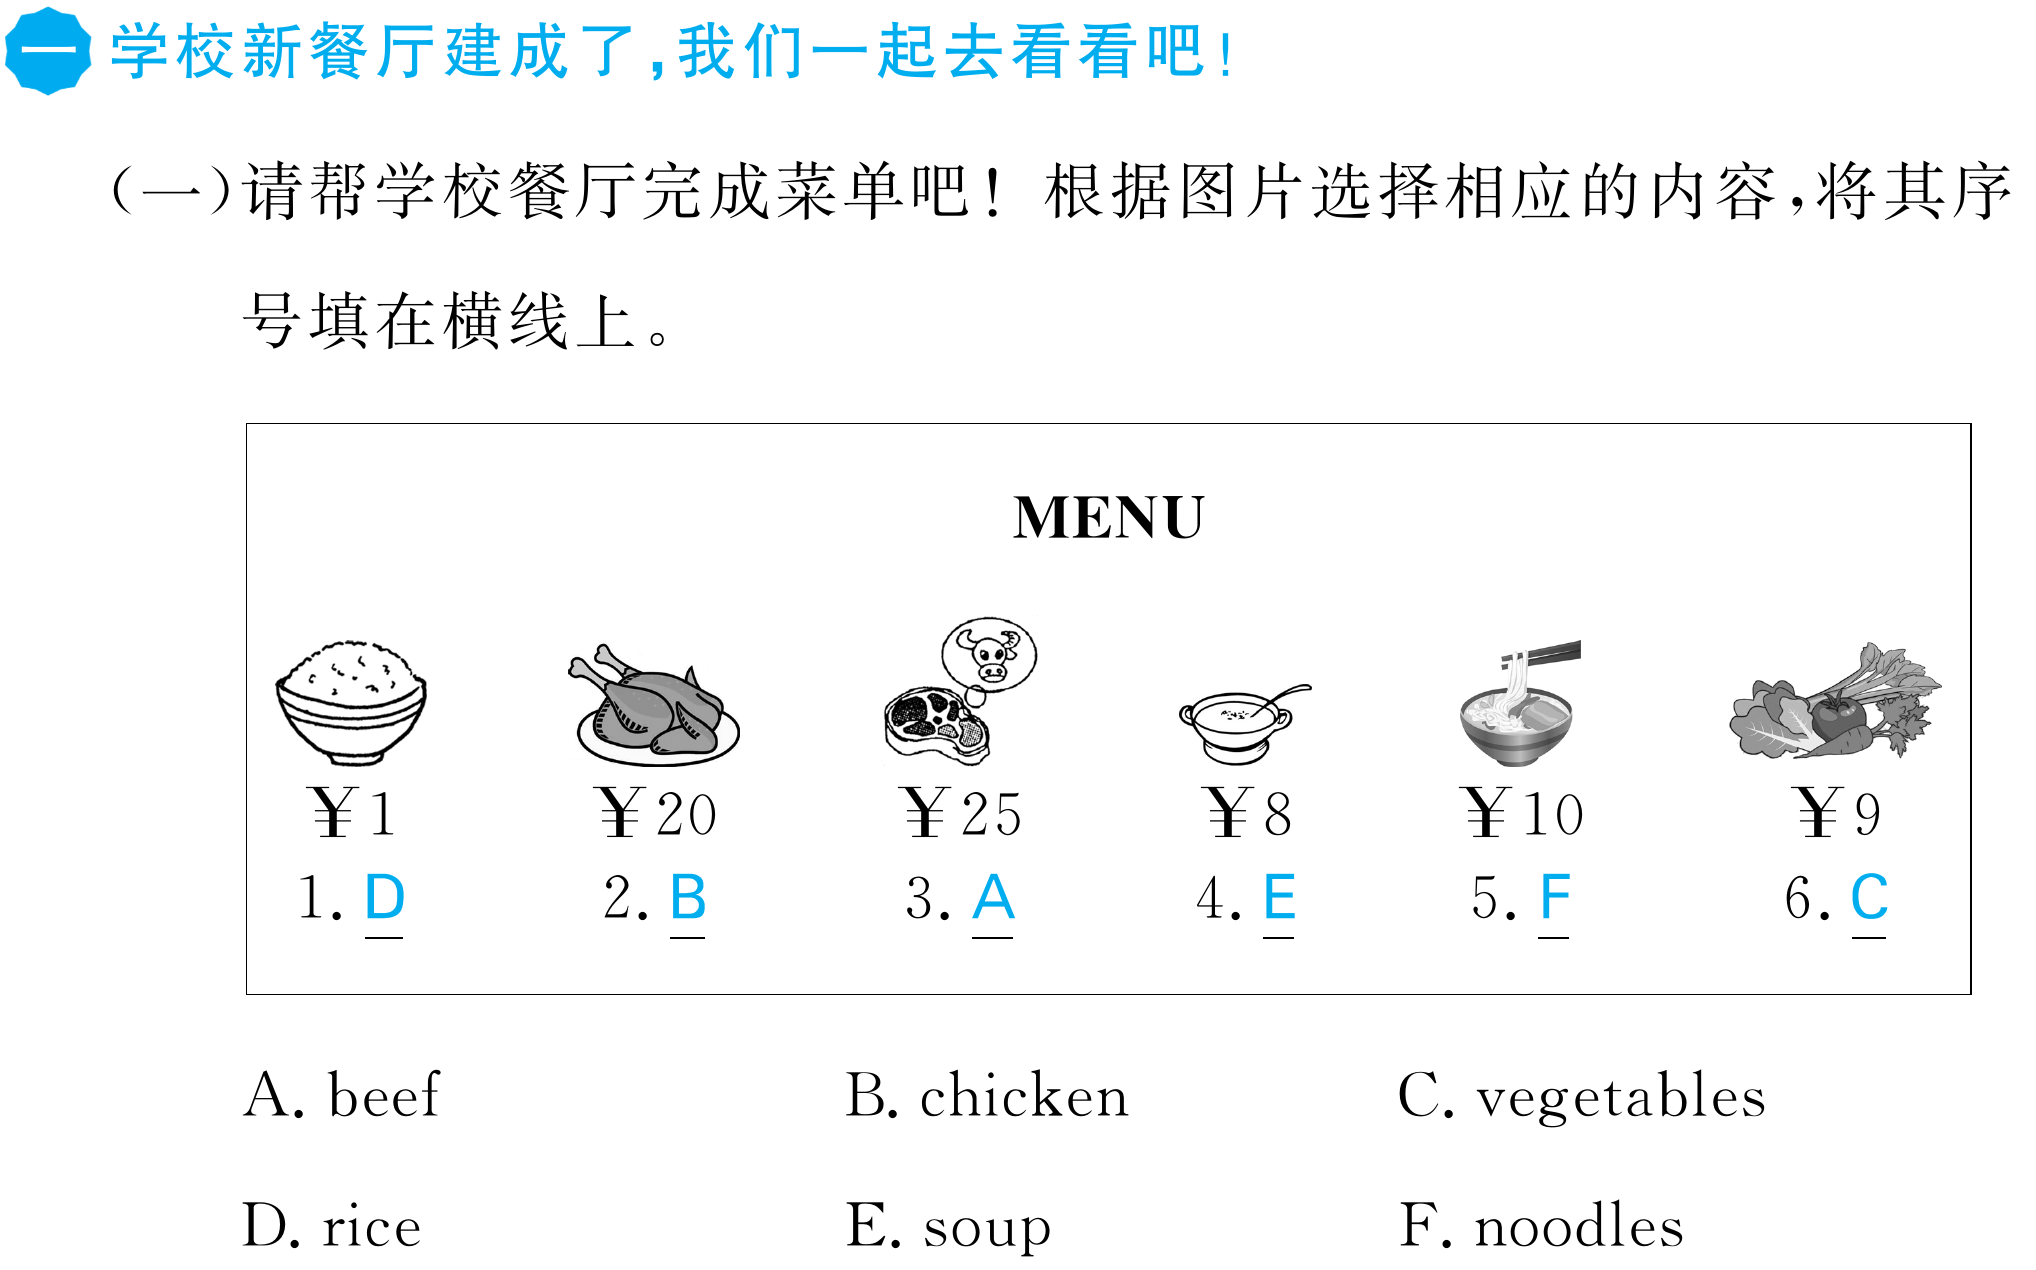 一 学校新餐厅建成了,我们一起去看看吧!
(一)请帮学校餐厅完成菜单吧! 根据图片选择相应的内容,将其序
号填在横线上。
MENU
¥1 ¥20 ¥25 ¥8 ¥10 ¥9
1. D 2. B 3. A 4. E 5. F 6. C
A. beef B. chicken C. vegetables
D. rice E. soup F. noodles